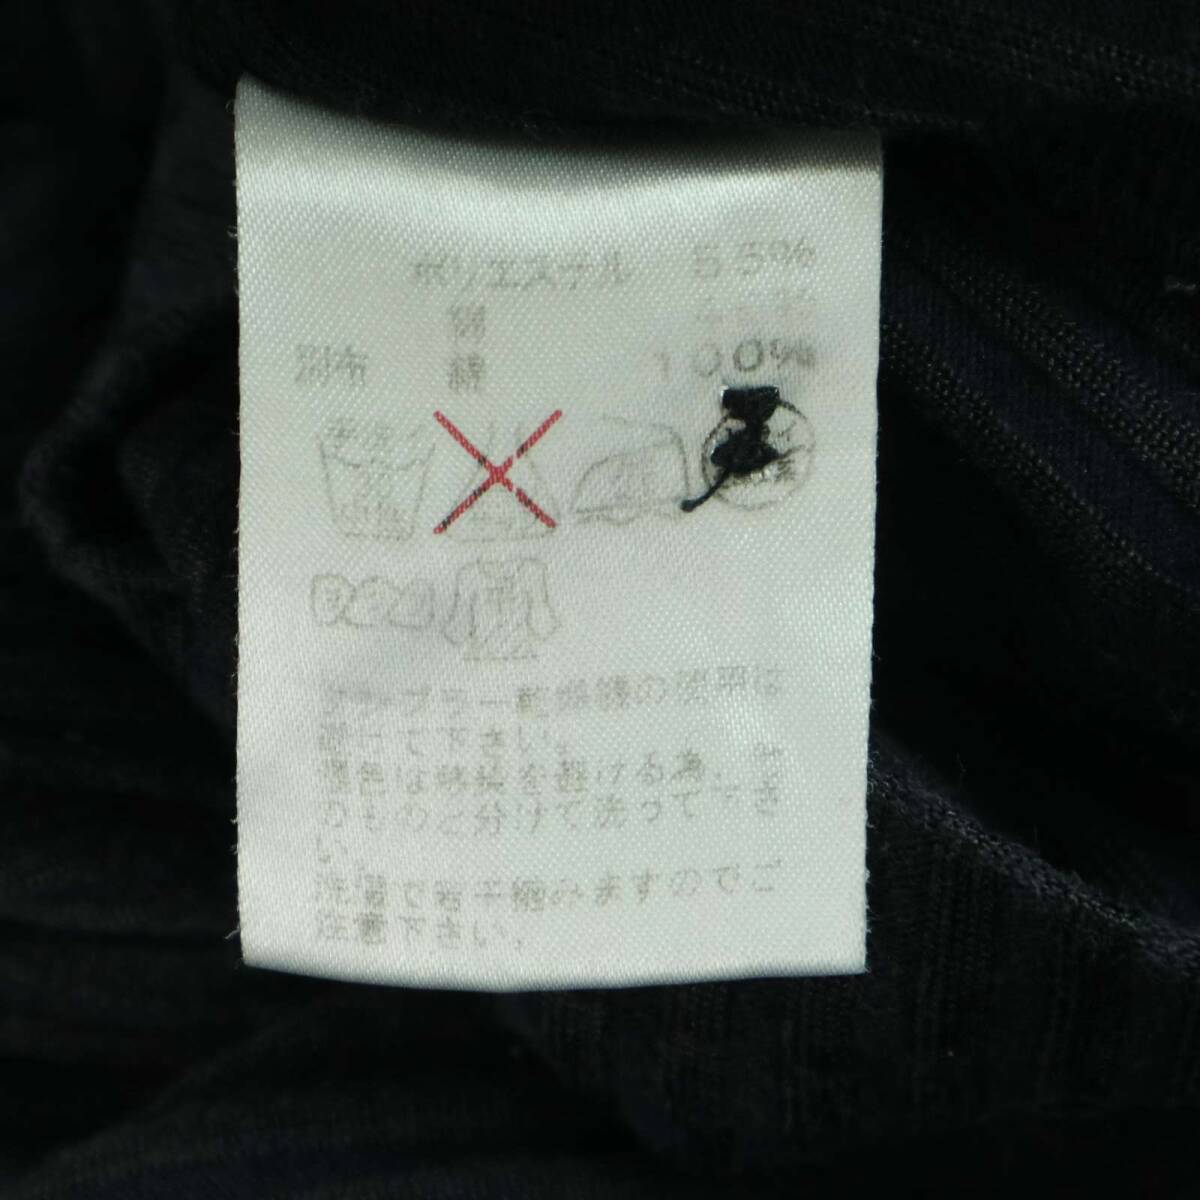 ポリエステル 55%
綿
別布 綿 100%
手洗イ
タンブラー乾燥機の使用は
避けて下さい。
濃色は移染を避ける為、他
のものと分けて洗って下さ
い。
洗濯で若干縮みますのでご
注意下さい。